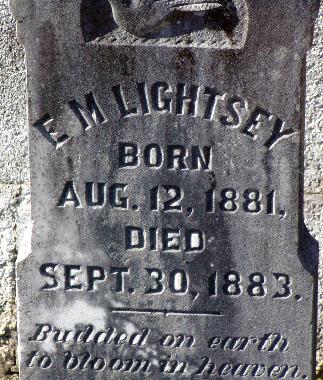 E M LIGHTSEY
BORN
AUG. 12, 1881,
DIED
SEPT. 30, 1883.
Budded on earth
to bloom in heaven.